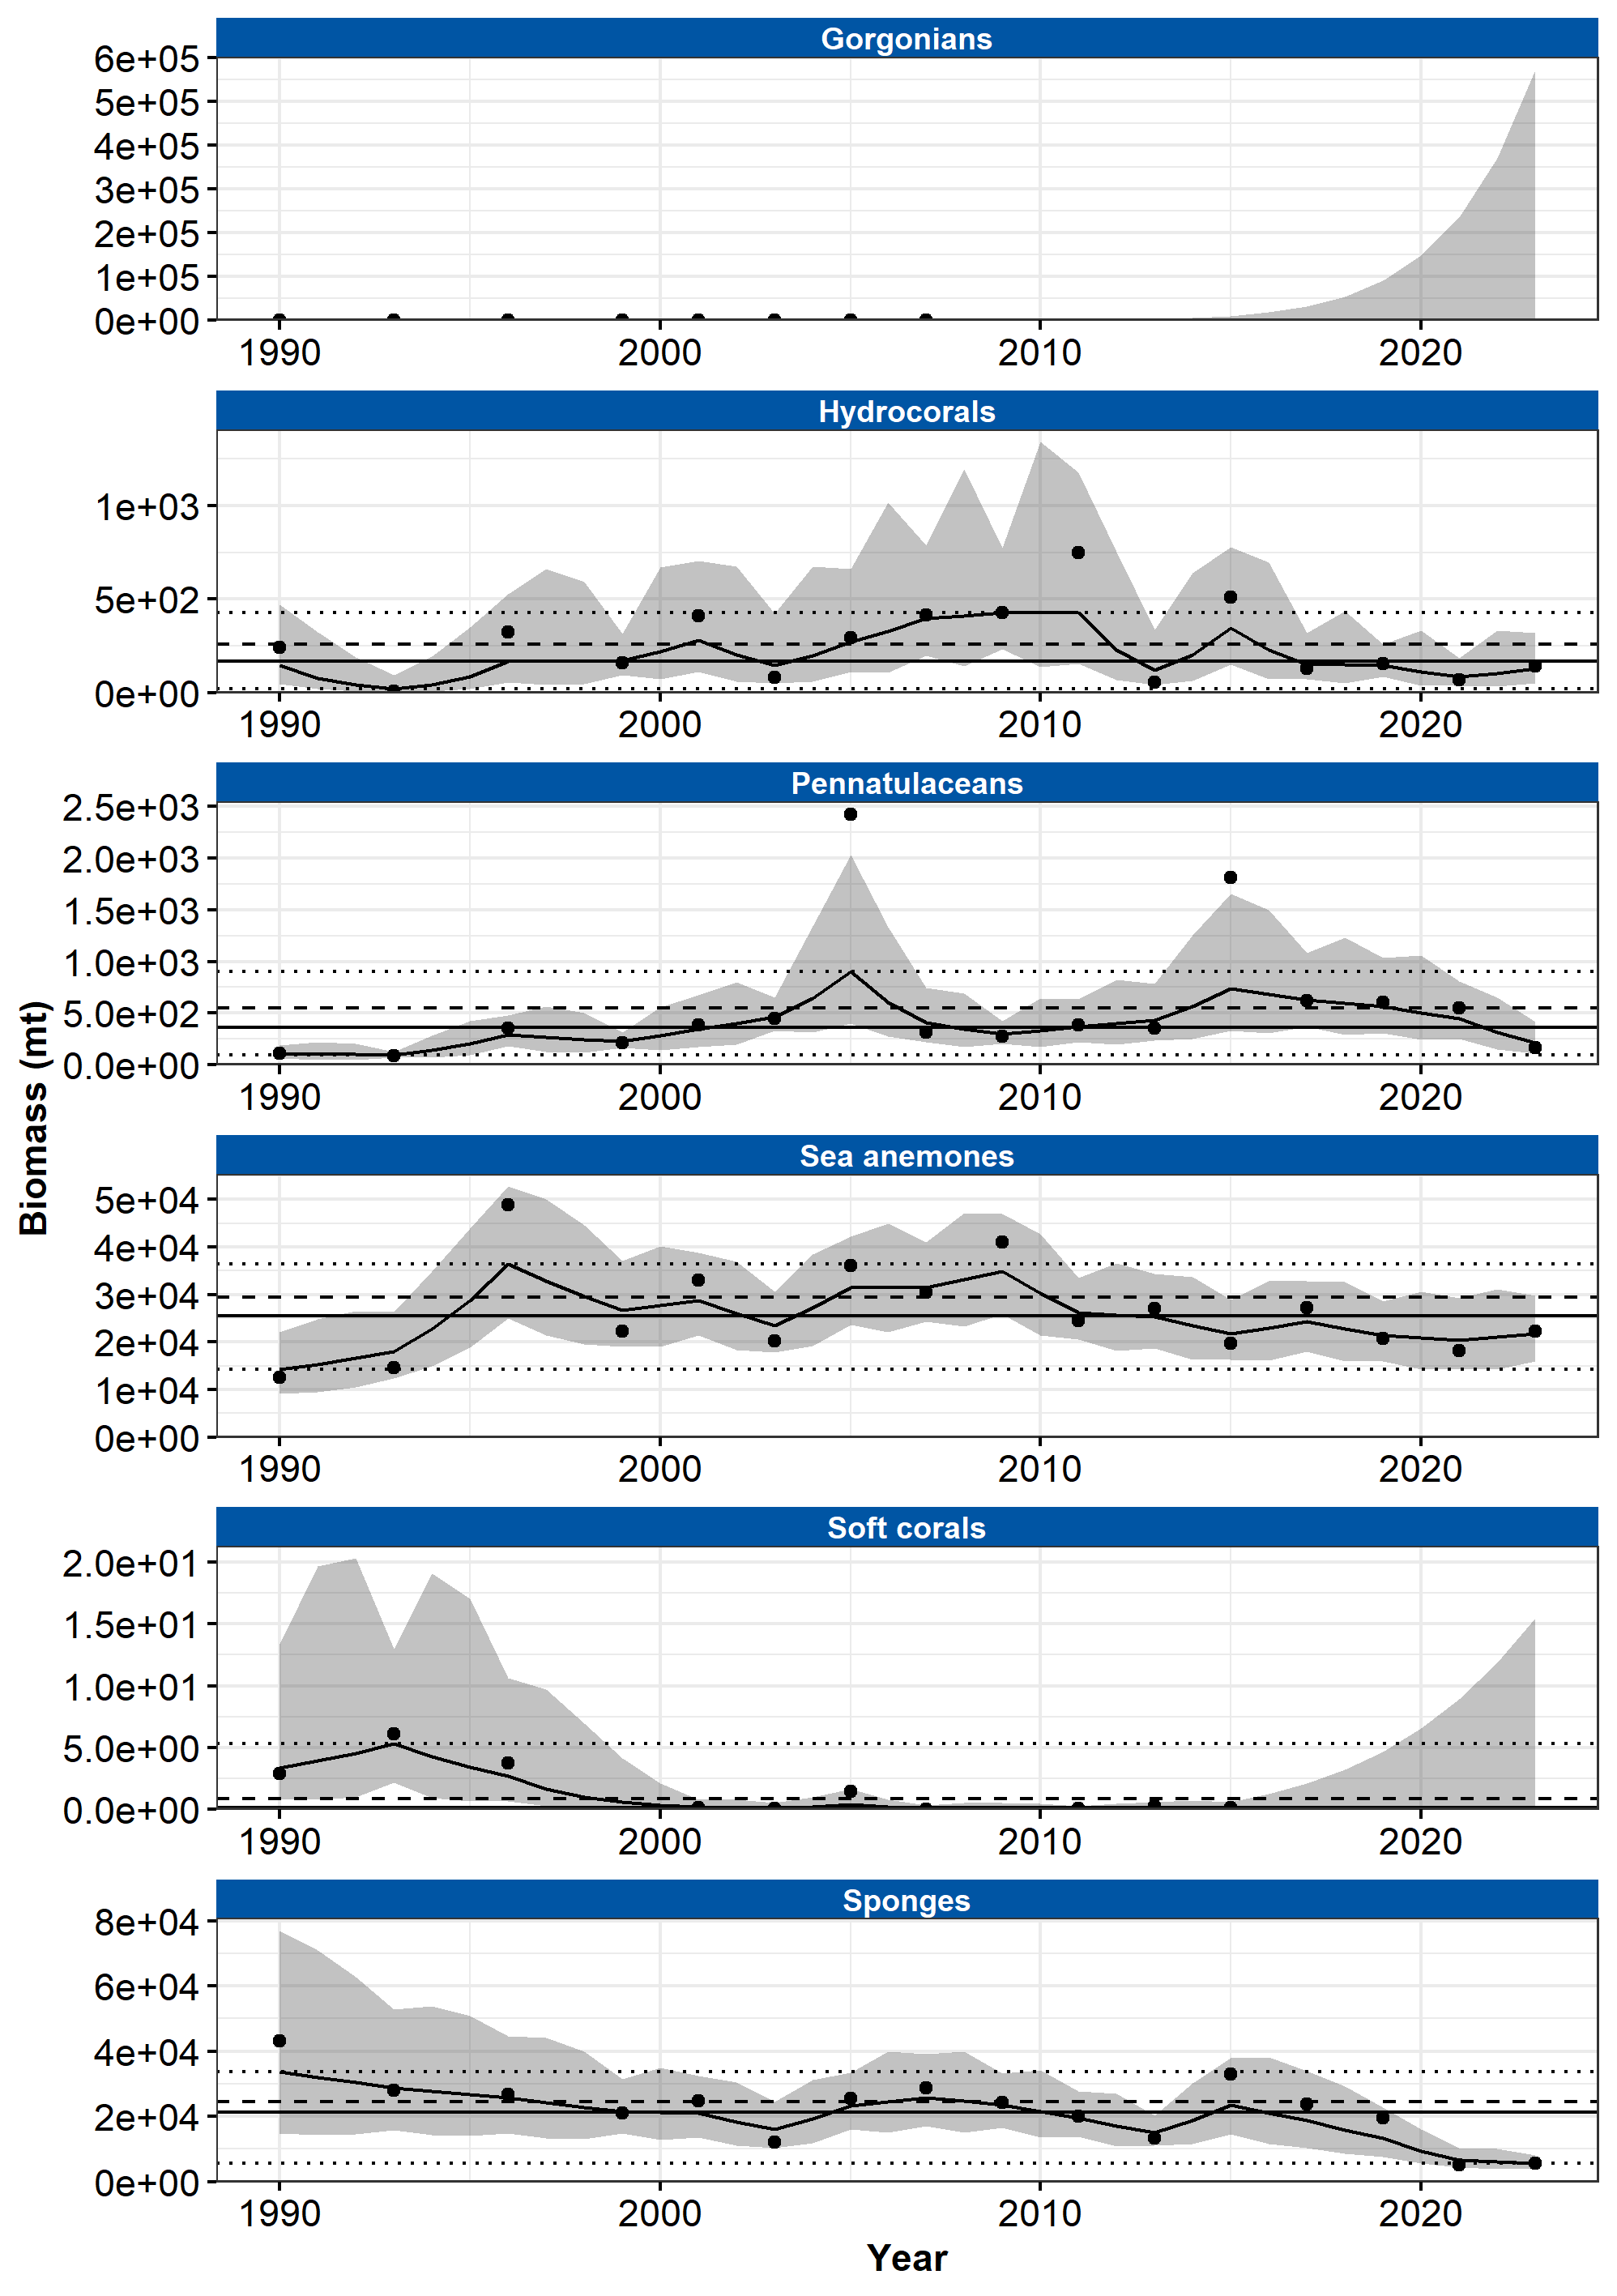 Gorgonians
6e+05
5e+05
4e+05
3e+05
2e+05
1e+05
0e+00
1990 2000 2010 2020
Hydrocorals
1e+03
5e+02
0e+00
1990 2000 2010 2020
Pennatulaceans
2.5e+03
2.0e+03
1.5e+03
1.0e+03
5.0e+02
0.0e+00
1990 2000 2010 2020
Biomass (mt)
Sea anemones
5e+04
4e+04
3e+04
2e+04
1e+04
0e+00
1990 2000 2010 2020
Soft corals
2.0e+01
1.5e+01
1.0e+01
5.0e+00
0.0e+00
1990 2000 2010 2020
Sponges
8e+04
6e+04
4e+04
2e+04
0e+00
1990 2000 2010 2020
Year